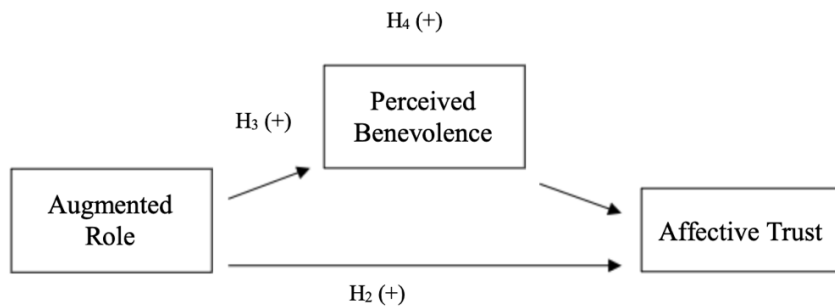 H₄ (+)
Perceived
Benevolence
H₃ (+)
Augmented
Role
Affective Trust
H₂ (+)